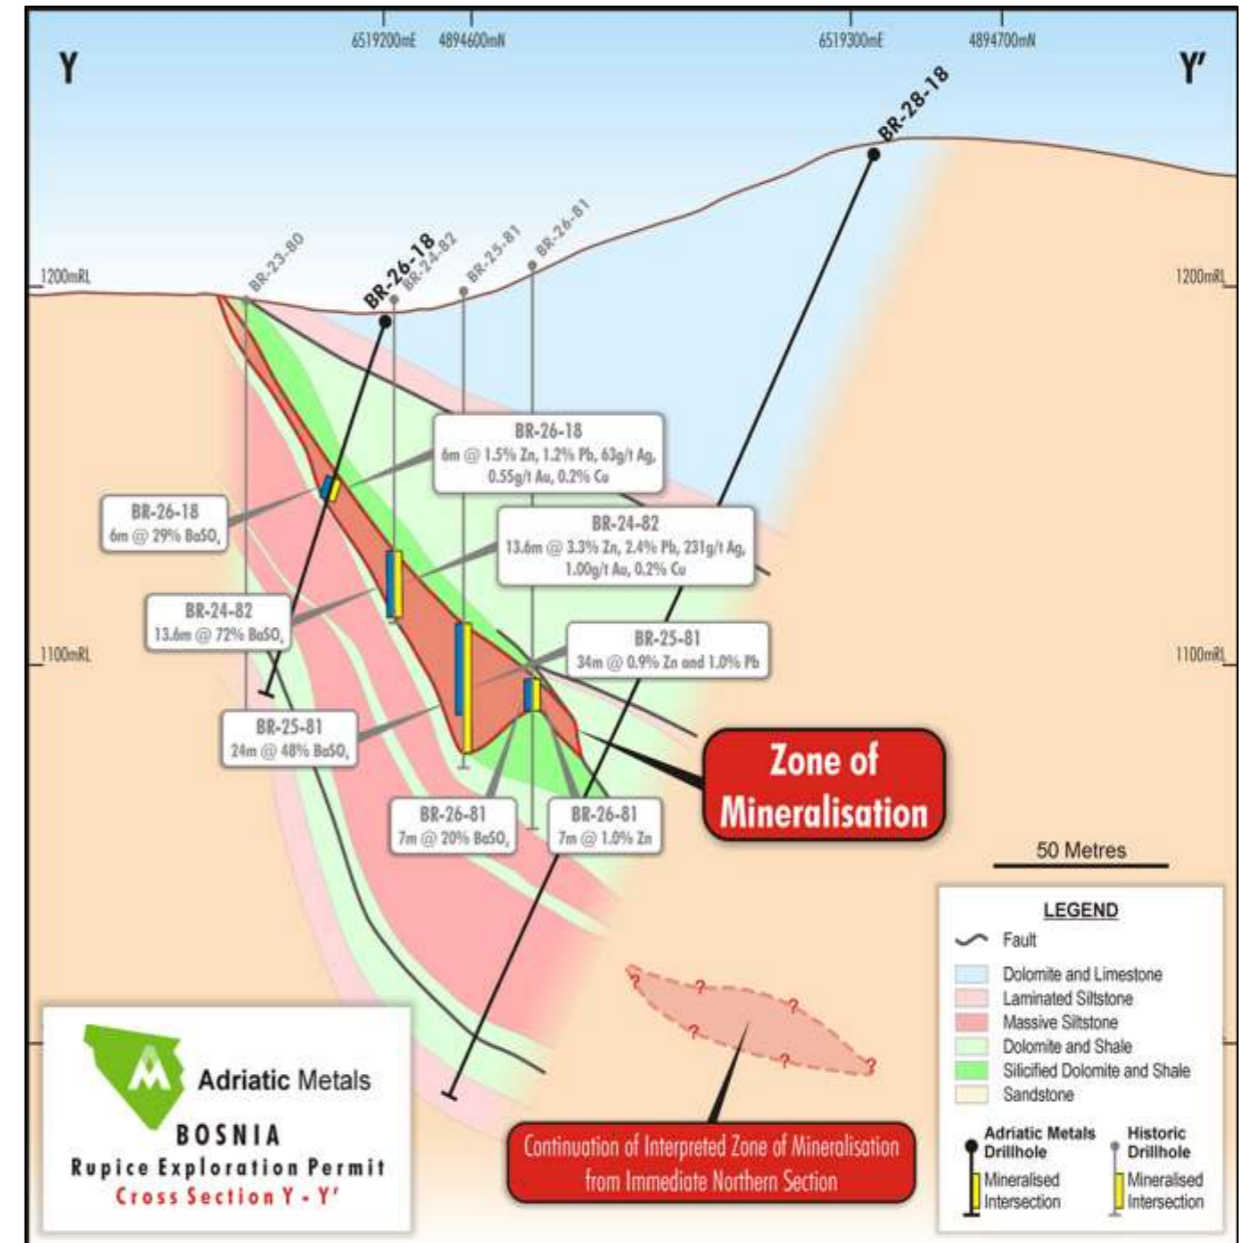 6519200mE 4894600mN 6519300mE 4894700mN
Y Y'
BR-28-18
BR-26-81
BR-25-81
BR-24-82
BR-26-18
BR-23-80
1200mRL 1200mRL
BR-26-18
6m @ 1.5% Zn, 1.2% Pb, 63g/t Ag,
0.55g/t Au, 0.2% Cu
BR-26-18
6m @ 29% BaSO₄
BR-24-82
13.6m @ 3.3% Zn, 2.4% Pb, 231g/t Ag,
1.00g/t Au, 0.2% Cu
BR-24-82
13.6m @ 72% BaSO₄
BR-25-81
34m @ 0.9% Zn and 1.0% Pb
1100mRL 1100mRL
BR-25-81
24m @ 48% BaSO₄
Zone of
Mineralisation
BR-26-81
7m @ 20% BaSO₄
BR-26-81
7m @ 1.0% Zn
50 Metres
LEGEND
Fault
Dolomite and Limestone
Laminated Siltstone
Massive Siltstone
Dolomite and Shale
Silicified Dolomite and Shale
Sandstone
Adriatic Metals
Drillhole
Mineralised
Intersection
Historic
Drillhole
Mineralised
Intersection
? ? ? ? ? ?
Continuation of Interpreted Zone of Mineralisation
from Immediate Northern Section
Adriatic Metals
BOSNIA
Rupice Exploration Permit
Cross Section Y - Y'